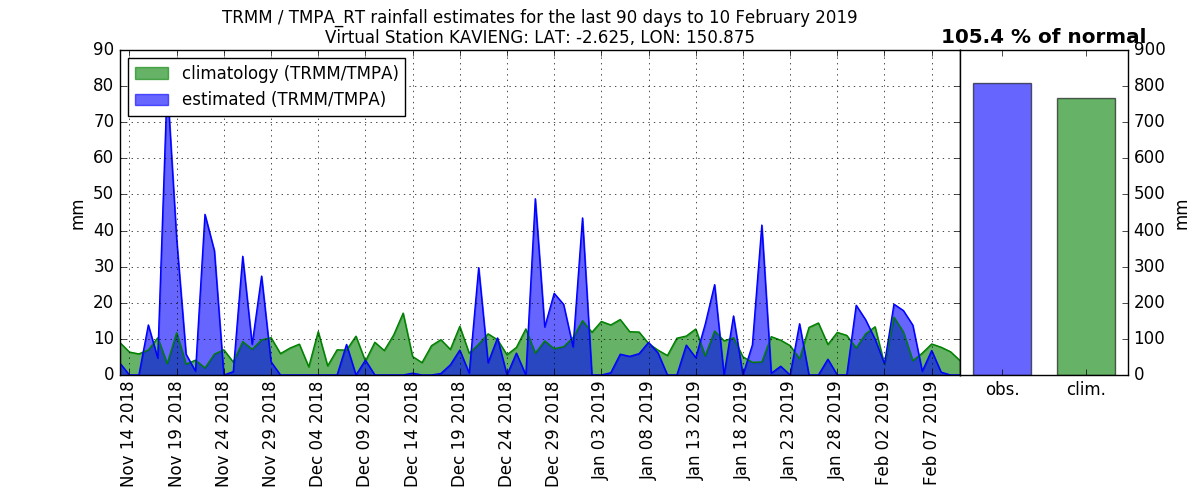 TRMM / TMPA_RT rainfall estimates for the last 90 days to 10 February 2019
Virtual Station KAVIENG: LAT: -2.625, LON: 150.875
105.4 % of normal
climatology (TRMM/TMPA)
estimated (TRMM/TMPA)
mm
90
80
70
60
50
40
30
20
10
0
Nov 14 2018
Nov 19 2018
Nov 24 2018
Nov 29 2018
Dec 04 2018
Dec 09 2018
Dec 14 2018
Dec 19 2018
Dec 24 2018
Dec 29 2018
Jan 03 2019
Jan 08 2019
Jan 13 2019
Jan 18 2019
Jan 23 2019
Jan 28 2019
Feb 02 2019
Feb 07 2019
obs.
clim.
900
800
700
600
500
400
300
200
100
0
mm